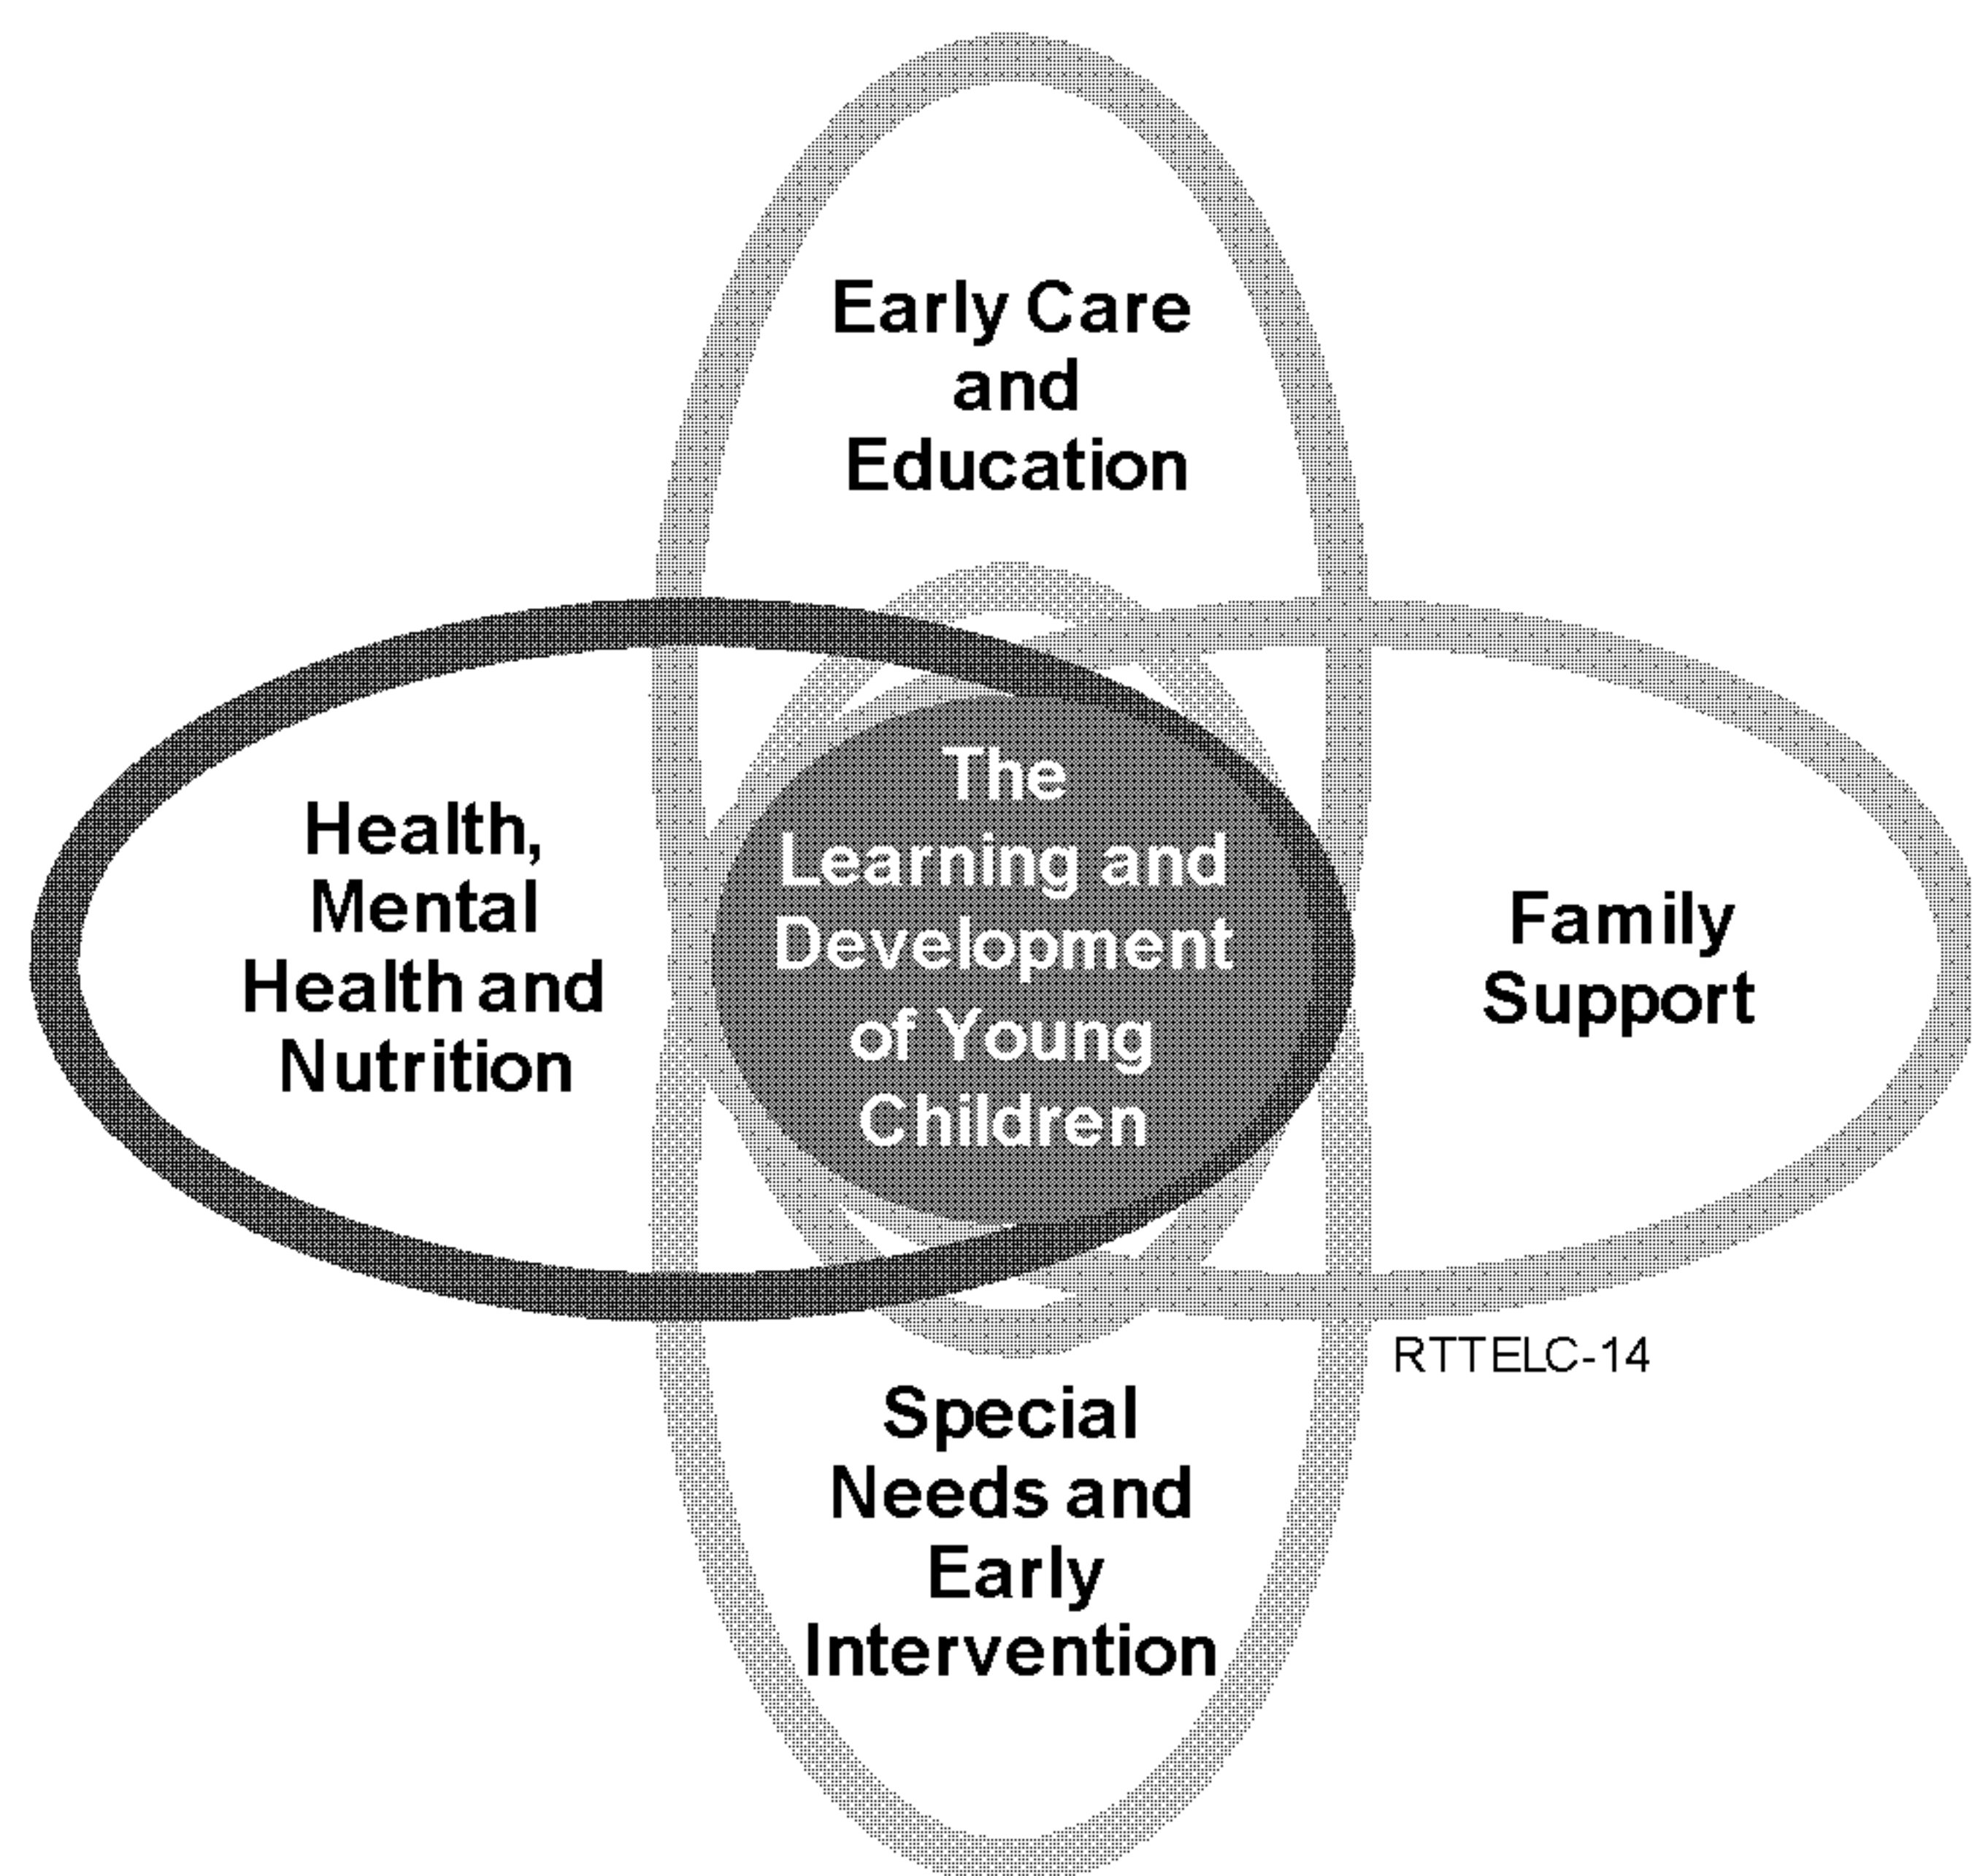 Early Care
and
Education
Health,
Mental
Health and
Nutrition
The
Learning and
Development
of Young
Children
Family
Support
RTTELC-14
Special
Needs and
Early
Intervention